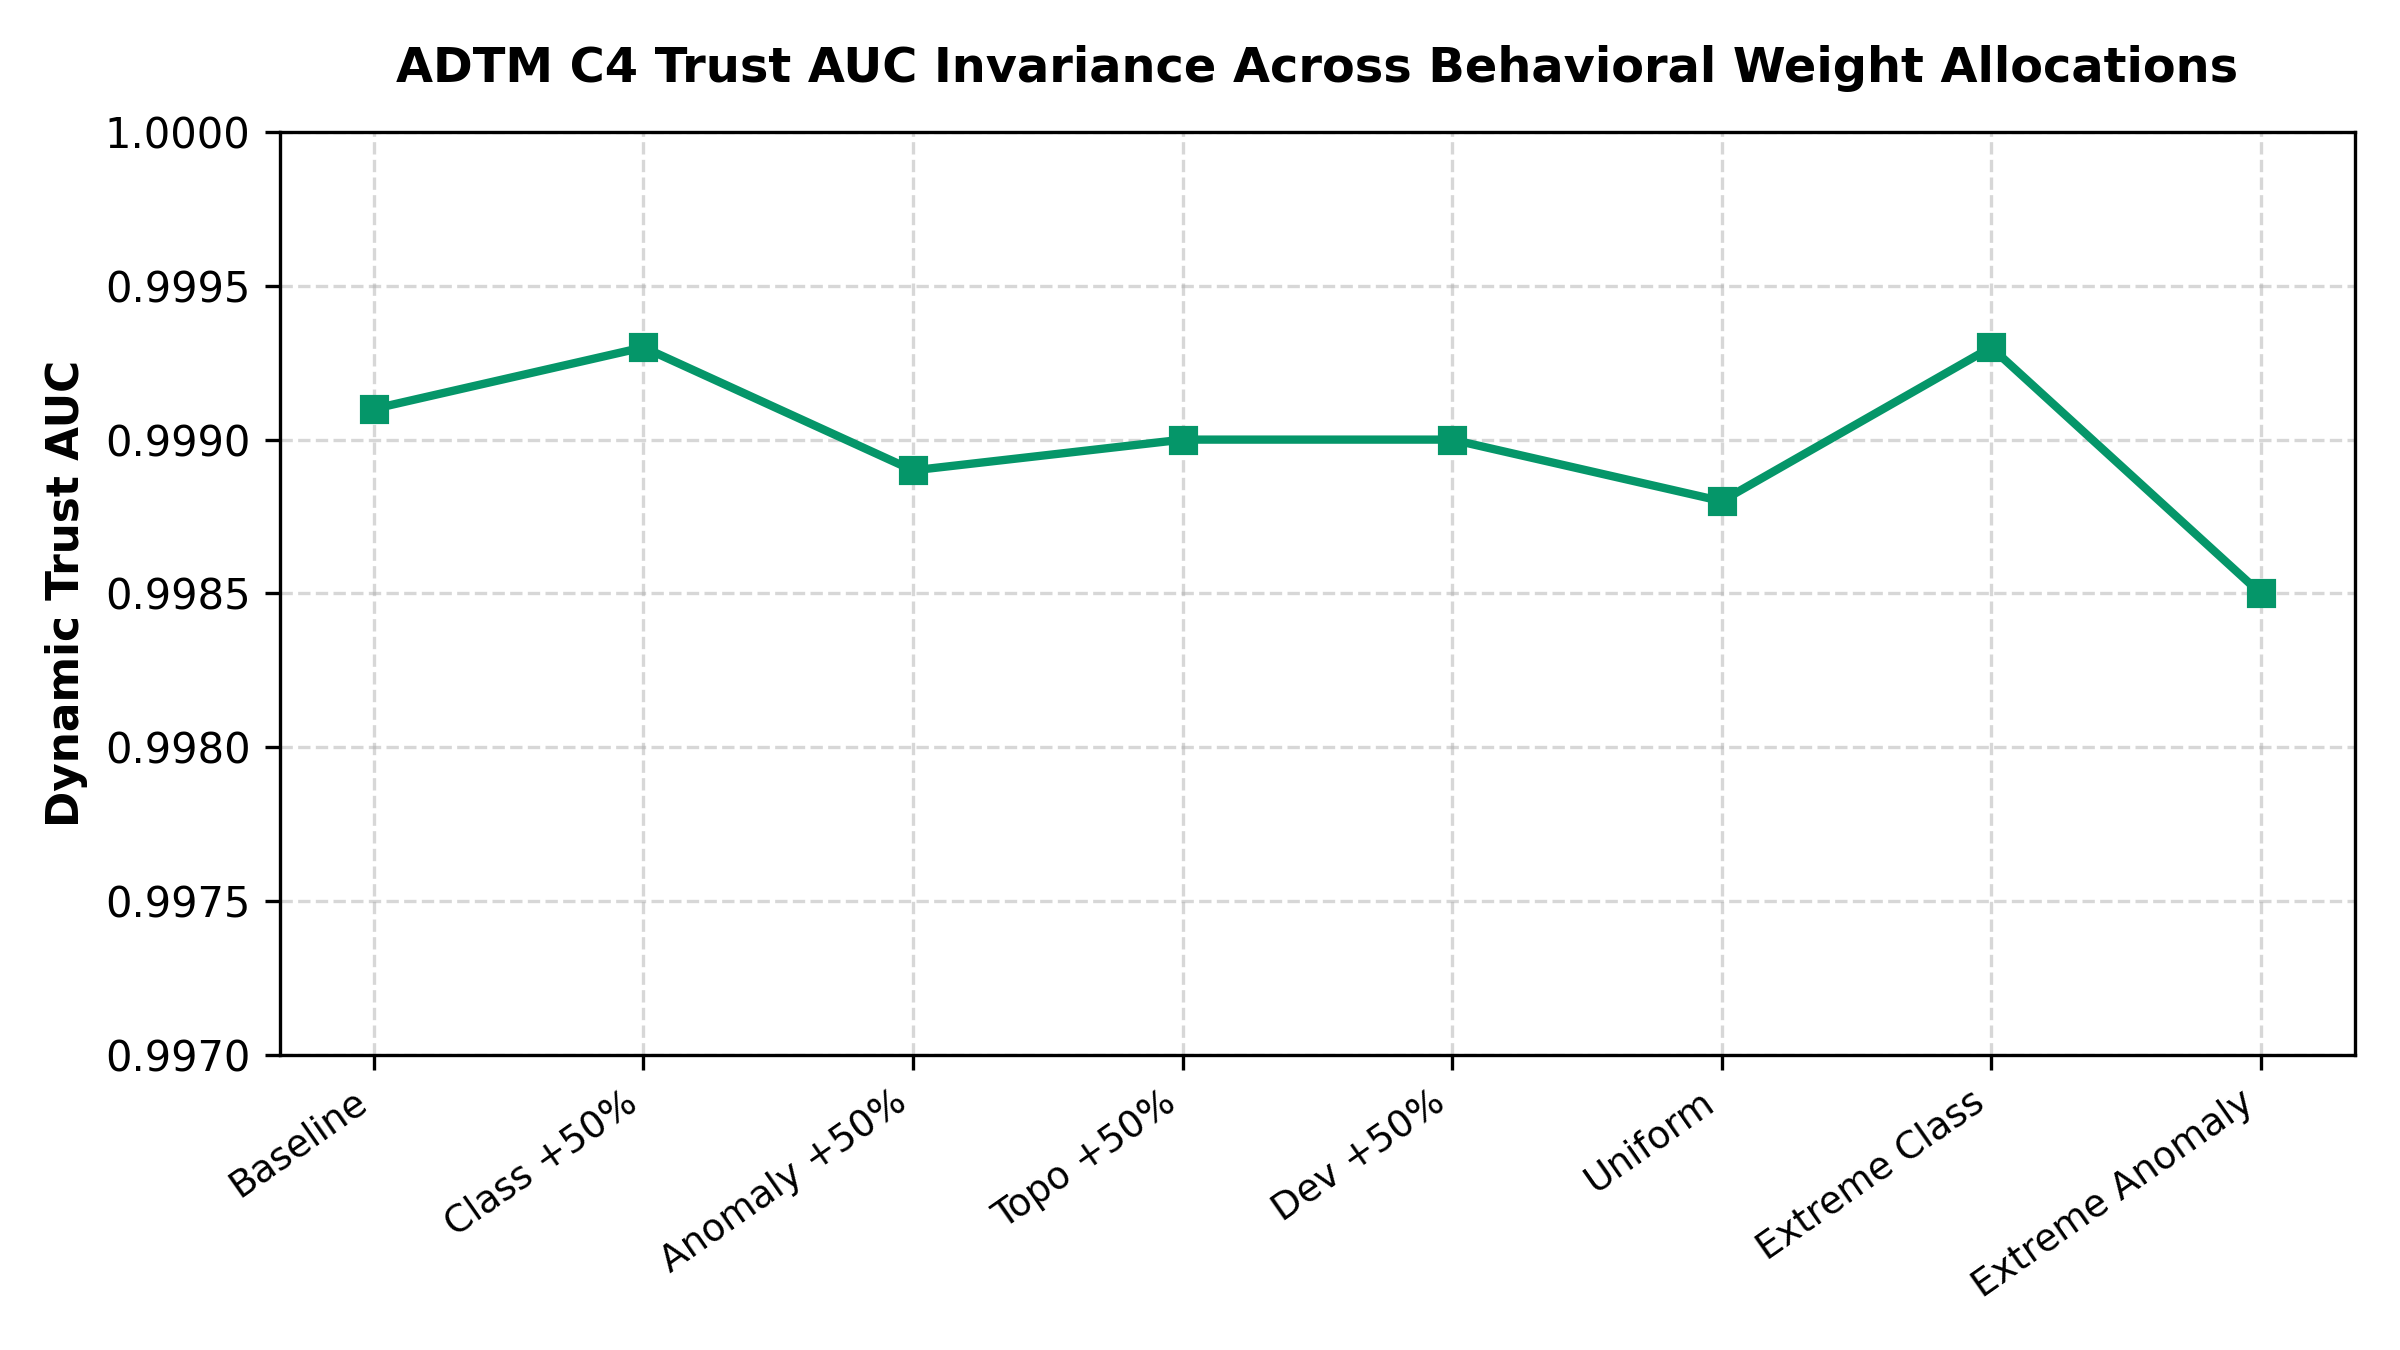 ADTM C4 Trust AUC Invariance Across Behavioral Weight Allocations
Dynamic Trust AUC
1.0000
0.9995
0.9990
0.9985
0.9980
0.9975
0.9970
Baseline
Class +50%
Anomaly +50%
Topo +50%
Dev +50%
Uniform
Extreme Class
Extreme Anomaly